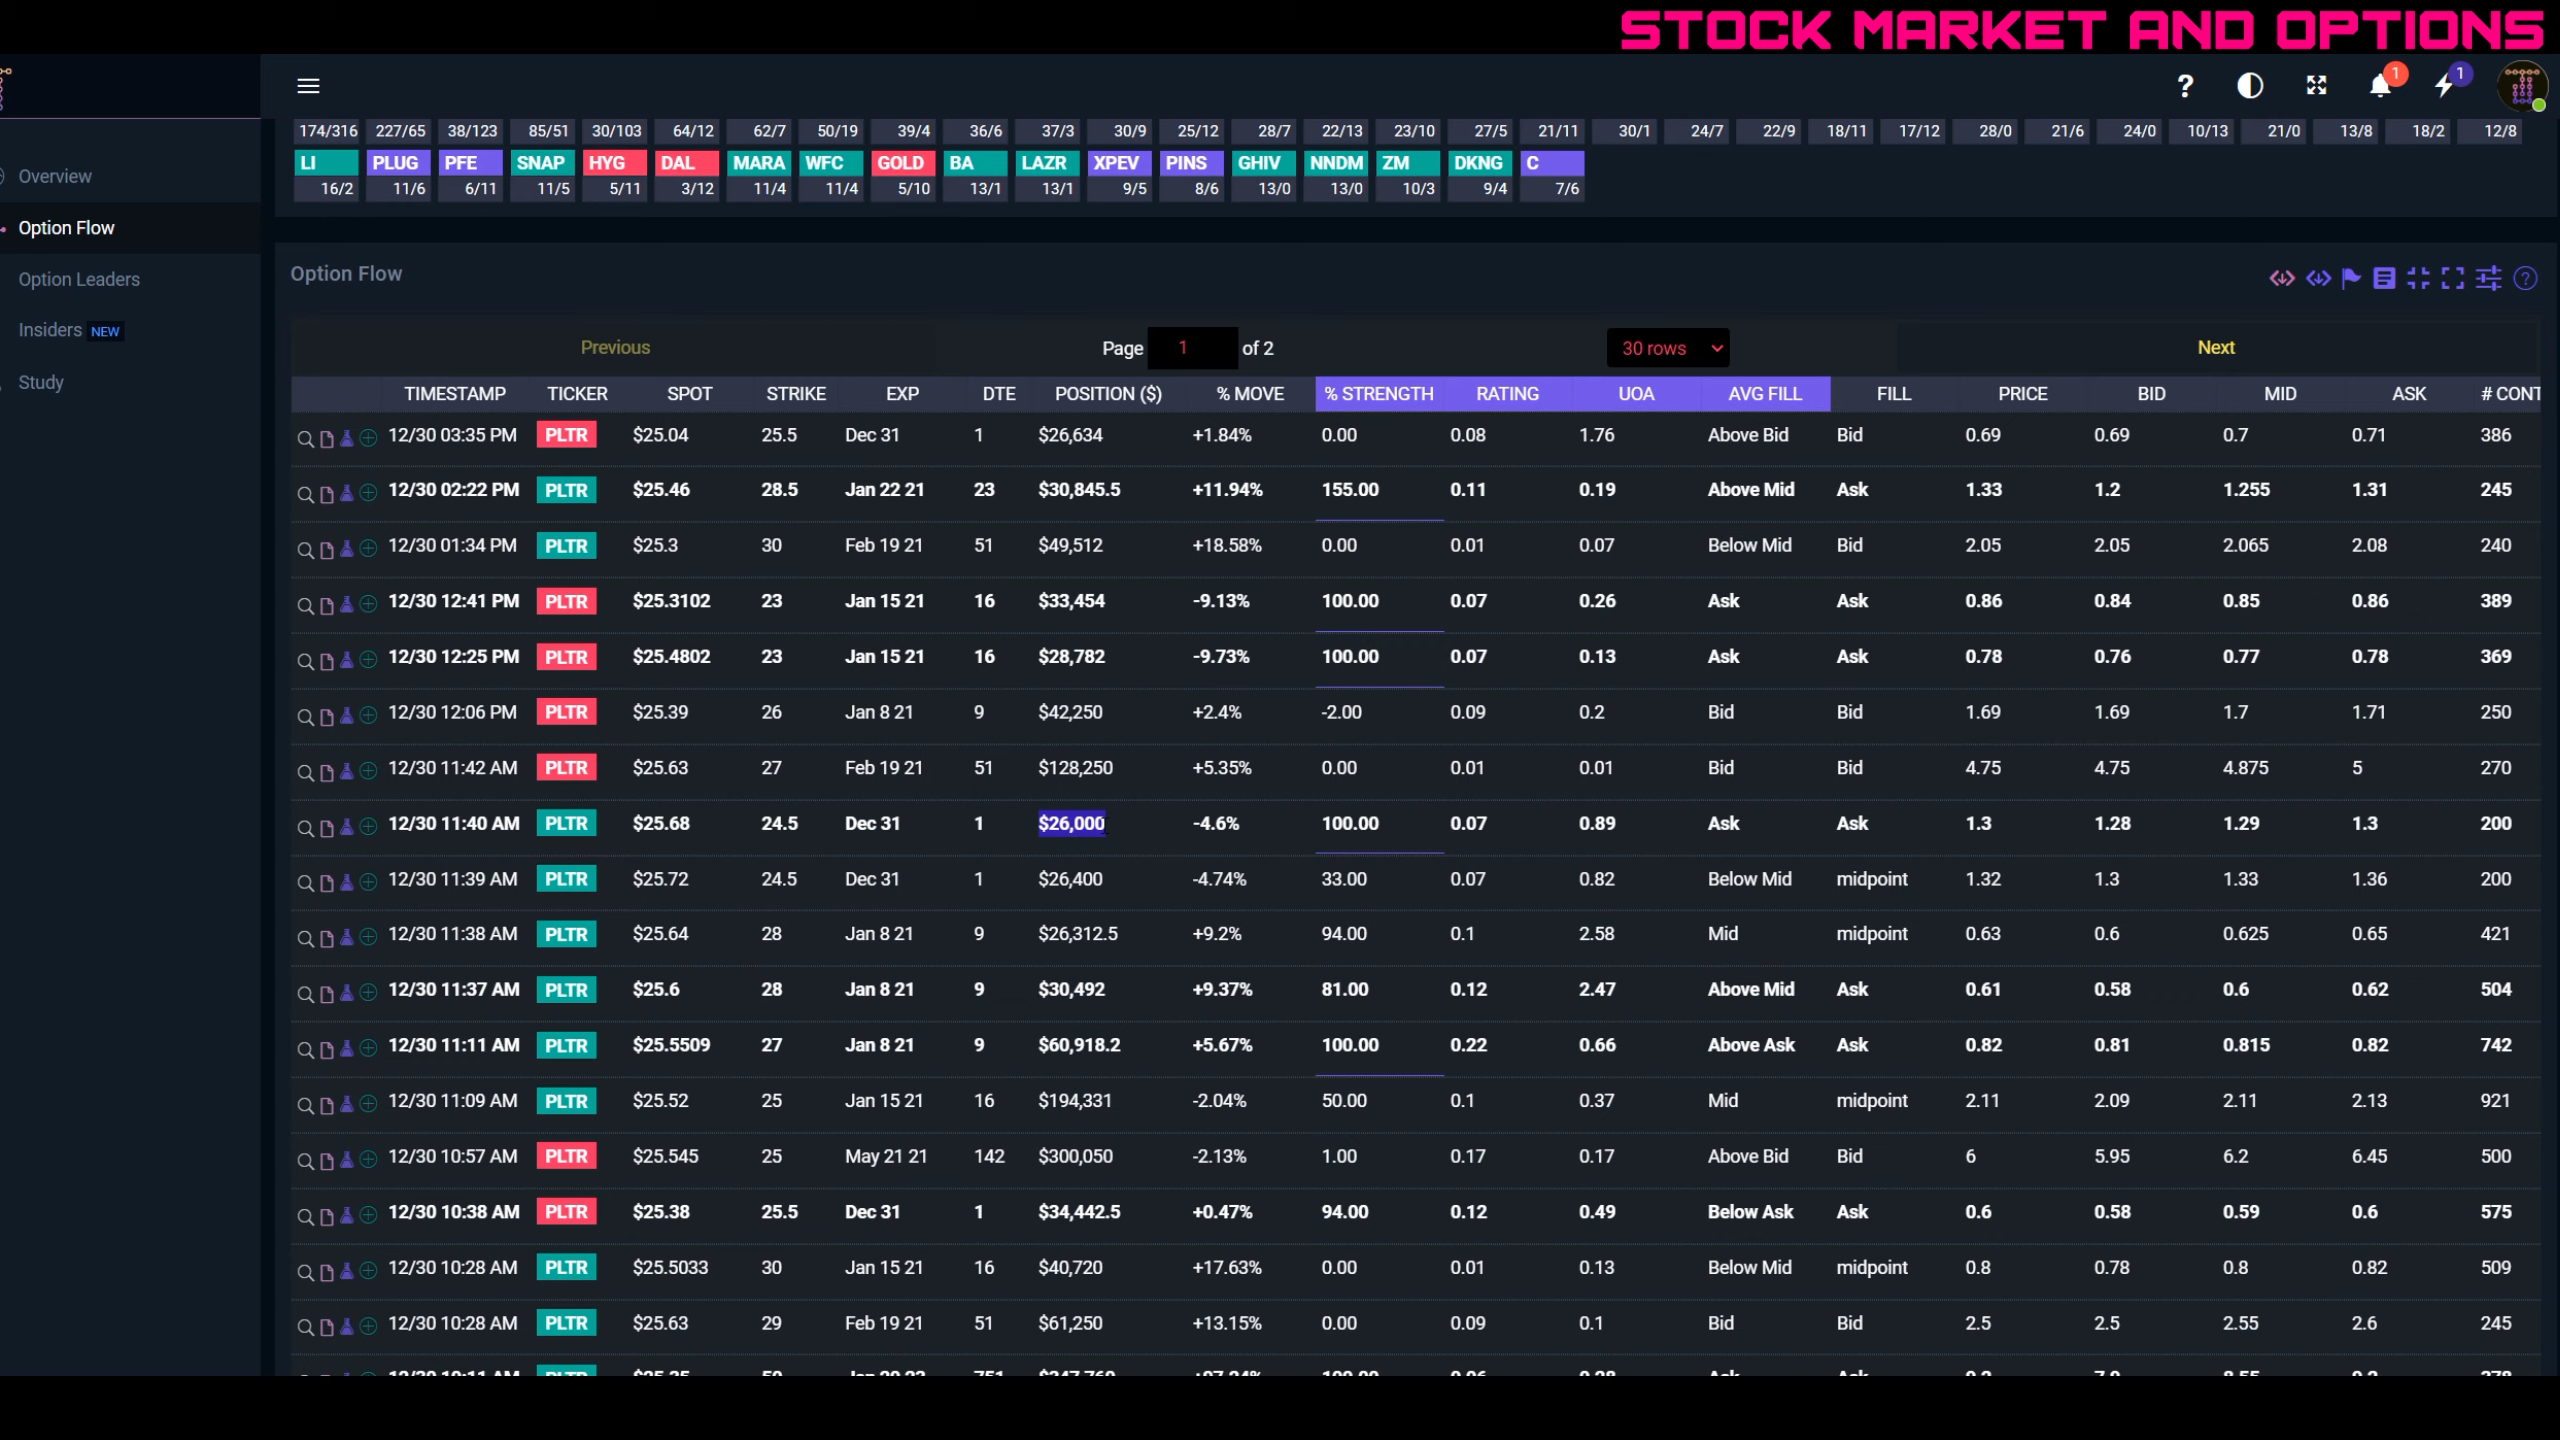 STOCK MARKET AND OPTIONS
? 1 1
174/316 227/65 38/123 85/51 30/103 64/12 62/7 50/19 39/4 36/6 37/3 30/9 25/12 28/7 22/13 23/10 27/5 21/11 30/1 24/7 22/9 18/11 17/12 28/0 21/6 24/0 10/13 21/0 13/8 18/2 12/8
LI PLUG PFE SNAP HYG DAL MARA WFC GOLD BA LAZR XPEV PINS GHIV NNDM ZM DKNG C
16/2 11/6 6/11 11/5 5/11 3/12 11/4 11/4 5/10 13/1 13/1 9/5 8/6 13/0 13/0 10/3 9/4 7/6
Overview
Option Flow
Option Leaders
Insiders NEW
Study
Option Flow
Previous Page 1 of 2 30 rows Next
TIMESTAMP TICKER SPOT STRIKE EXP DTE POSITION ($) % MOVE % STRENGTH RATING UOA AVG FILL FILL PRICE BID MID ASK # CONT
12/30 03:35 PM PLTR $25.04 25.5 Dec 31 1 $26,634 +1.84% 0.00 0.08 1.76 Above Bid Bid 0.69 0.69 0.7 0.71 386
12/30 02:22 PM PLTR $25.46 28.5 Jan 22 21 23 $30,845.5 +11.94% 155.00 0.11 0.19 Above Mid Ask 1.33 1.2 1.255 1.31 245
12/30 01:34 PM PLTR $25.3 30 Feb 19 21 51 $49,512 +18.58% 0.00 0.01 0.07 Below Mid Bid 2.05 2.05 2.065 2.08 240
12/30 12:41 PM PLTR $25.3102 23 Jan 15 21 16 $33,454 -9.13% 100.00 0.07 0.26 Ask Ask 0.86 0.84 0.85 0.86 389
12/30 12:25 PM PLTR $25.4802 23 Jan 15 21 16 $28,782 -9.73% 100.00 0.07 0.13 Ask Ask 0.78 0.76 0.77 0.78 369
12/30 12:06 PM PLTR $25.39 26 Jan 8 21 9 $42,250 +2.4% -2.00 0.09 0.2 Bid Bid 1.69 1.69 1.7 1.71 250
12/30 11:42 AM PLTR $25.63 27 Feb 19 21 51 $128,250 +5.35% 0.00 0.01 0.01 Bid Bid 4.75 4.75 4.875 5 270
12/30 11:40 AM PLTR $25.68 24.5 Dec 31 1 $26,000 -4.6% 100.00 0.07 0.89 Ask Ask 1.3 1.28 1.29 1.3 200
12/30 11:39 AM PLTR $25.72 24.5 Dec 31 1 $26,400 -4.74% 33.00 0.07 0.82 Below Mid midpoint 1.32 1.3 1.33 1.36 200
12/30 11:38 AM PLTR $25.64 28 Jan 8 21 9 $26,312.5 +9.2% 94.00 0.1 2.58 Mid midpoint 0.63 0.6 0.625 0.65 421
12/30 11:37 AM PLTR $25.6 28 Jan 8 21 9 $30,492 +9.37% 81.00 0.12 2.47 Above Mid Ask 0.61 0.58 0.6 0.62 504
12/30 11:11 AM PLTR $25.5509 27 Jan 8 21 9 $60,918.2 +5.67% 100.00 0.22 0.66 Above Ask Ask 0.82 0.81 0.815 0.82 742
12/30 11:09 AM PLTR $25.52 25 Jan 15 21 16 $194,331 -2.04% 50.00 0.1 0.37 Mid midpoint 2.11 2.09 2.11 2.13 921
12/30 10:57 AM PLTR $25.545 25 May 21 21 142 $300,050 -2.13% 1.00 0.17 0.17 Above Bid Bid 6 5.95 6.2 6.45 500
12/30 10:38 AM PLTR $25.38 25.5 Dec 31 1 $34,442.5 +0.47% 94.00 0.12 0.49 Below Ask Ask 0.6 0.58 0.59 0.6 575
12/30 10:28 AM PLTR $25.5033 30 Jan 15 21 16 $40,720 +17.63% 0.00 0.01 0.13 Below Mid midpoint 0.8 0.78 0.8 0.82 509
12/30 10:28 AM PLTR $25.63 29 Feb 19 21 51 $61,250 +13.15% 0.00 0.09 0.1 Bid Bid 2.5 2.5 2.55 2.6 245